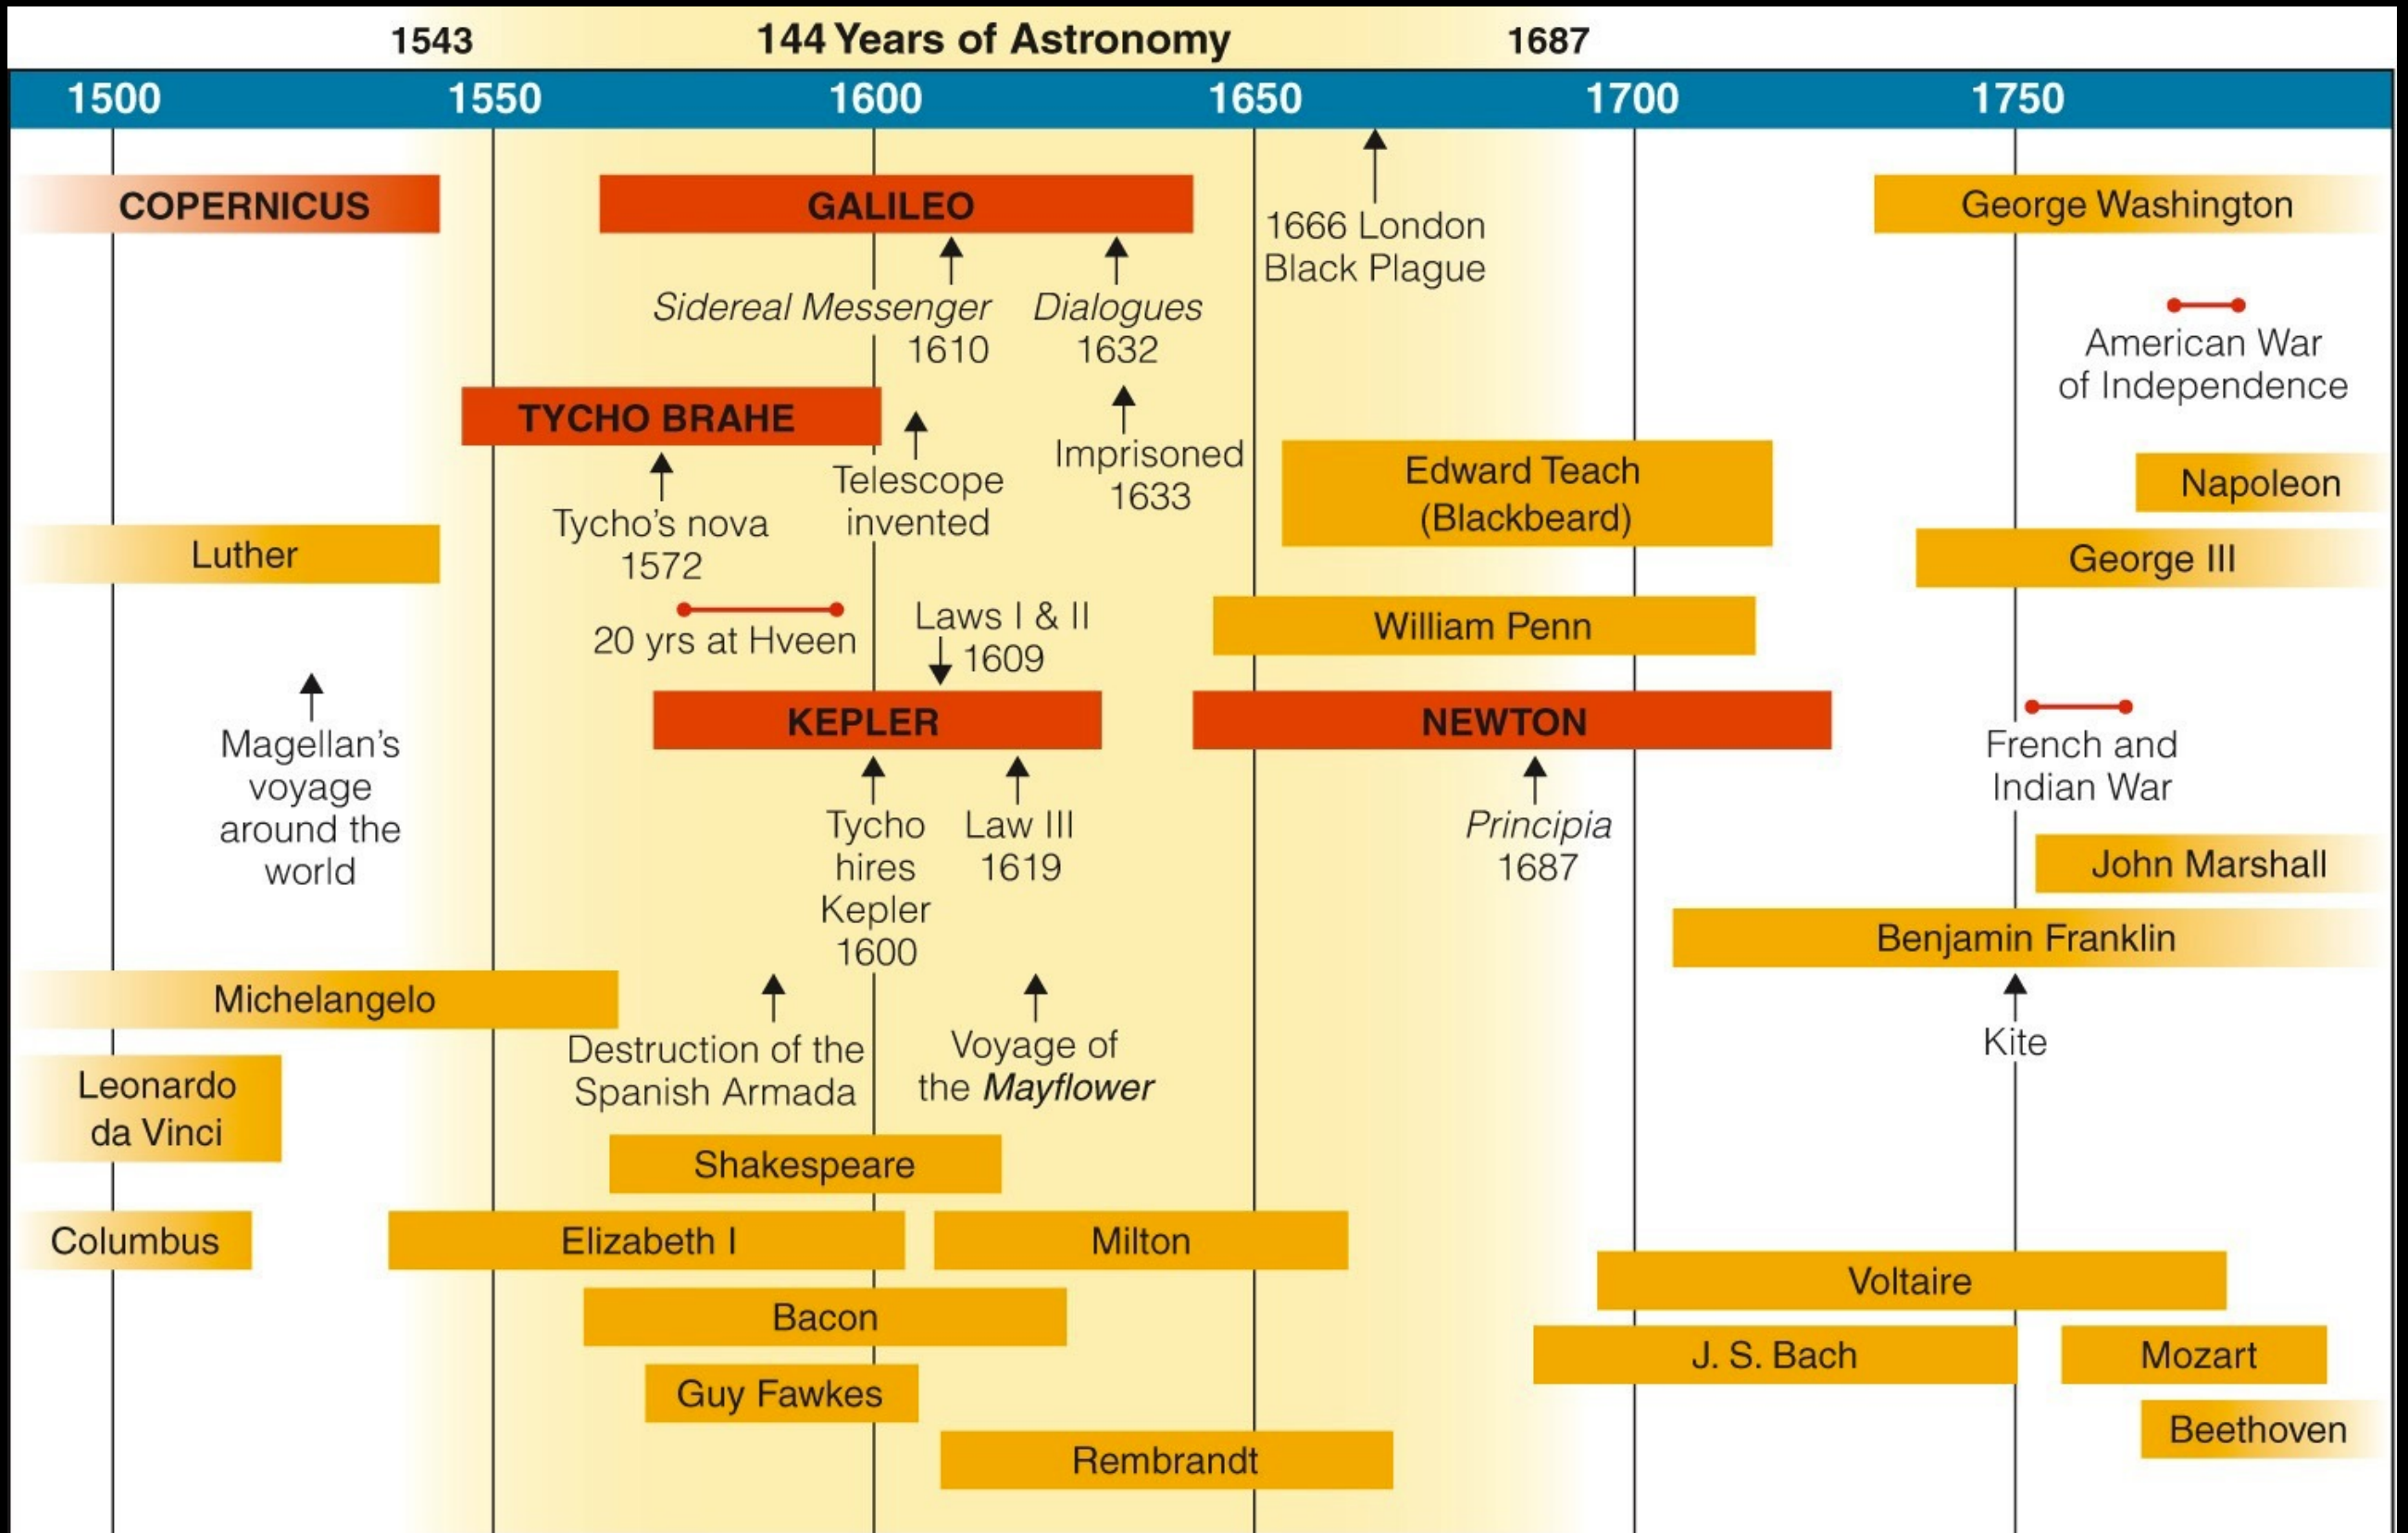 1543
144 Years of Astronomy
1687
1500
1550
1600
1650
1700
1750
COPERNICUS
GALILEO
George Washington
1666 London
Black Plague
Sidereal Messenger
1610
Dialogues
1632
American War
of Independence
TYCHO BRAHE
Telescope
invented
Imprisoned
1633
Edward Teach
(Blackbeard)
Napoleon
Tycho's nova
1572
Luther
George III
20 yrs at Hveen
Laws I & II
1609
William Penn
KEPLER
NEWTON
Magellan's
voyage
around the
world
French and
Indian War
Tycho
hires
Kepler
1600
Law III
1619
Principia
1687
John Marshall
Benjamin Franklin
Michelangelo
Destruction of the
Spanish Armada
Voyage of
the Mayflower
Kite
Leonardo
da Vinci
Shakespeare
Columbus
Elizabeth I
Milton
Voltaire
Bacon
J. S. Bach
Mozart
Guy Fawkes
Beethoven
Rembrandt